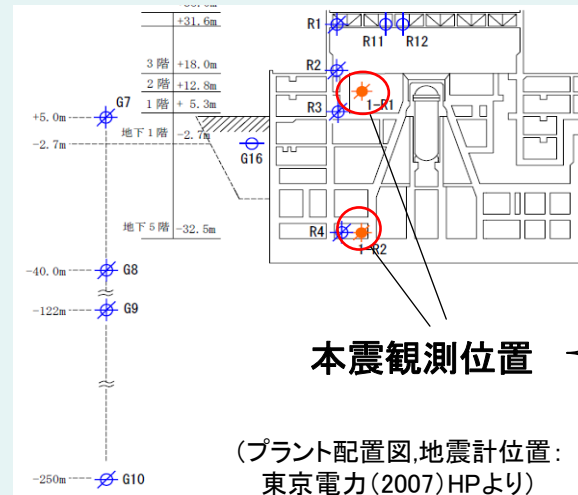 +31.6m
R1
R11
R12
3階 +18.0m
R2
2階 +12.8m
G7
1階 + 5.3m
1-R1
R3
+5.0m
地下1階 -2.7m
-2.7m
G16
地下5階 -32.5m
R4
1-R2
-40.0m
G8
-122m
G9
本震観測位置
(プラント配置図,地震計位置:
東京電力(2007)HPより)
-250m
G10